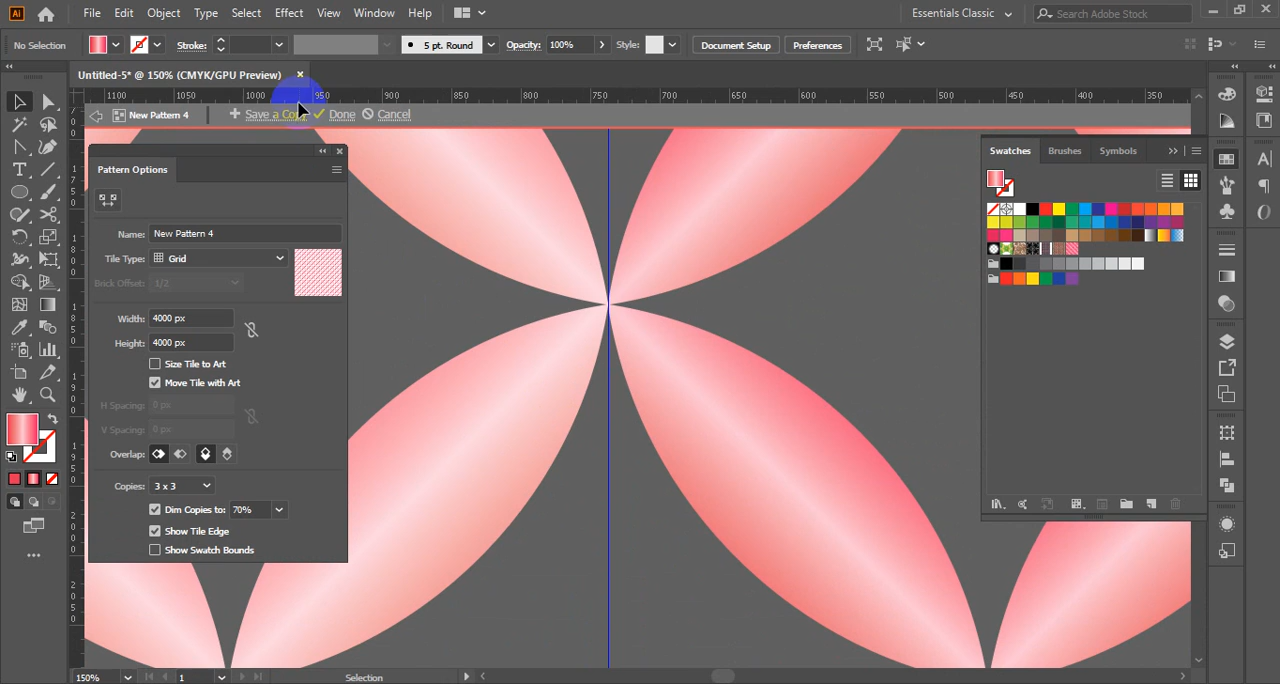 Ai File Edit Object Type Select Effect View Window Help Essentials Classic Search Adobe Stock
No Selection Stroke: 5 pt. Round Opacity: 100% Style: Document Setup Preferences
Untitled-5* @ 150% (CMYK/GPU Preview)
1100 1050 1000 950 900 850 800 750 700 650 600 550 500 450 400 350
New Pattern 4 Save a Co Done Cancel
Pattern Options
Swatches Brushes Symbols
Name: New Pattern 4
Tile Type: Grid
Brick Offset: 1/2
Width: 4000 px
Height: 4000 px
Size Tile to Art
Move Tile with Art
H Spacing: 0 px
V Spacing: 0 px
Overlap:
Copies: 3 x 3
Dim Copies to: 70%
Show Tile Edge
Show Swatch Bounds
150% 1 Selection